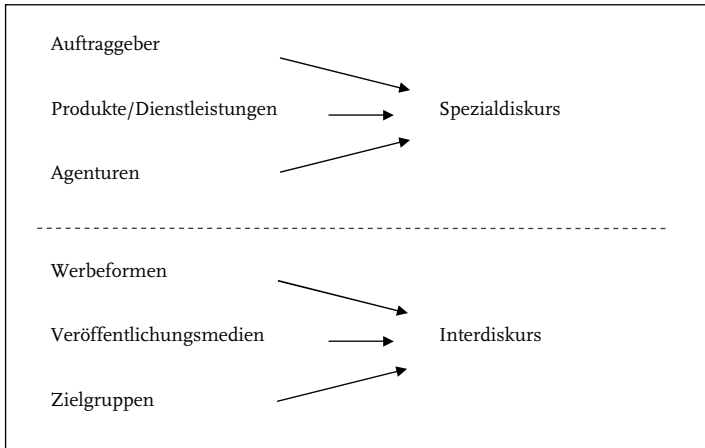 Auftraggeber
Produkte/Dienstleistungen
Spezialdiskurs
Agenturen
Werbeformen
Veröffentlichungsmedien
Interdiskurs
Zielgruppen